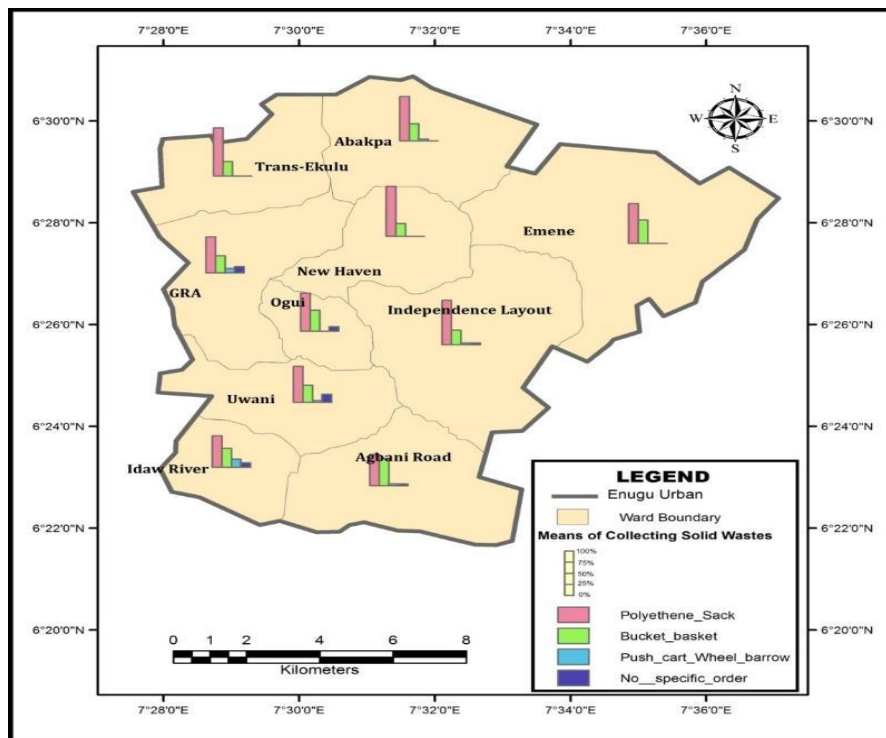 7°28'0"E 7°30'0"E 7°32'0"E 7°34'0"E 7°36'0"E
6°30'0"N 6°30'0"N
N
W E
S
Abakpa
Trans-Ekulu
6°28'0"N 6°28'0"N
Emene
New Haven
GRA
Ogui
Independence Layout
6°26'0"N 6°26'0"N
Uwani
6°24'0"N 6°24'0"N
Agbani Road
Idaw River
6°22'0"N 6°22'0"N
6°20'0"N 6°20'0"N
LEGEND
Enugu Urban
Ward Boundary
Means of Collecting Solid Wastes
100%
75%
50%
25%
0%
Polyethene_Sack
Bucket_basket
Push_cart_Wheel_barrow
No__specific_order
0 1 2 4 6 8
Kilometers
7°28'0"E 7°30'0"E 7°32'0"E 7°34'0"E 7°36'0"E